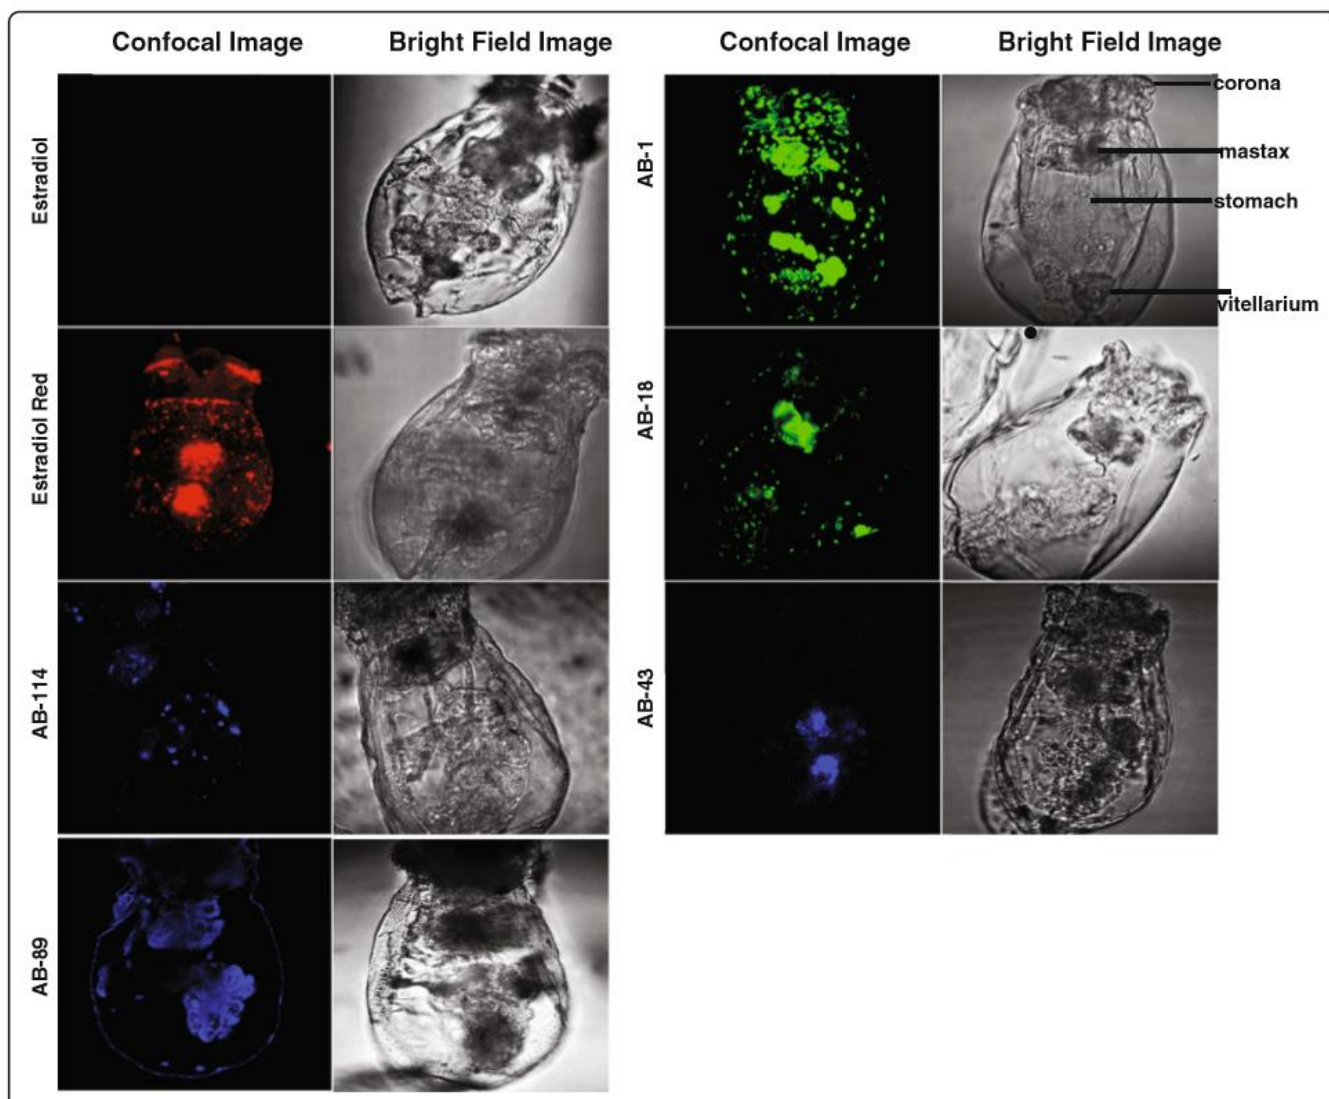 Confocal Image Bright Field Image Confocal Image Bright Field Image
Estradiol
AB-1
corona
mastax
stomach
vitellarium
Estradiol Red
AB-18
AB-114
AB-43
AB-89